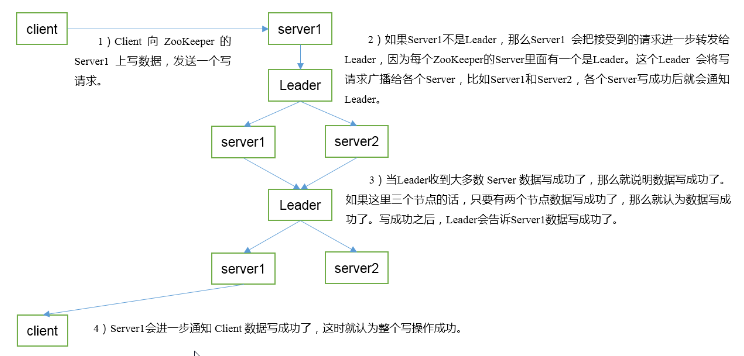 client
server1
1）Client 向 ZooKeeper 的
Server1 上写数据，发送一个写
请求。
2）如果Server1不是Leader，那么Server1 会把接受到的请求进一步转发给
Leader，因为每个ZooKeeper的Server里面有一个是Leader。这个Leader 会将写
请求广播给各个Server，比如Server1和Server2，各个Server写成功后就会通知
Leader。
Leader
server1
server2
3）当Leader收到大多数 Server 数据写成功了，那么就说明数据写成功了。
如果这里三个节点的话，只要有两个节点数据写成功了，那么就认为数据写成
功了。写成功之后，Leader会告诉Server1数据写成功了。
Leader
server1
server2
client
4）Server1会进一步通知 Client 数据写成功了，这时就认为整个写操作成功。